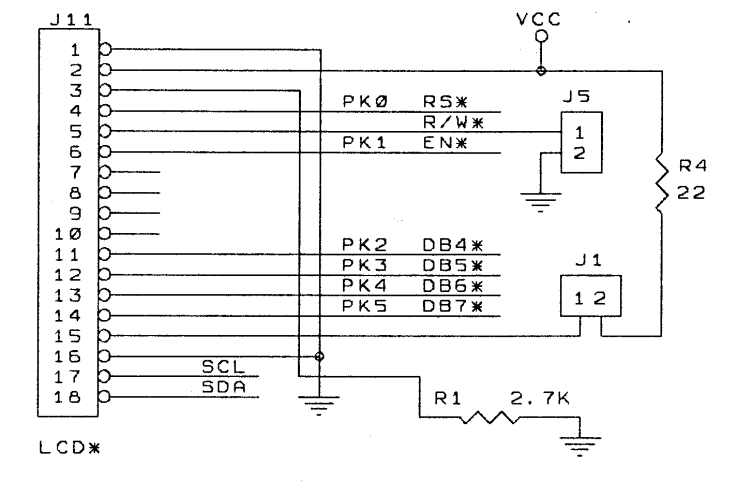 J11
VCC
1
2
3
4 PKØ RS*
5 R/W*
6 PK1 EN*
J5
1
2
7
8
9
10
R4
22
11 PK2 DB4*
12 PK3 DB5*
13 PK4 DB6*
14 PK5 DB7*
J1
1 2
15
16
17 SCL
18 SDA
R1 2.7K
LCD*